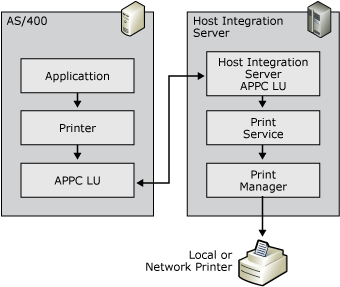 AS/400
Applicattion
Printer
APPC LU
Host Integration
Server
Host Integration
Server
APPC LU
Print
Service
Print
Manager
Local or
Network Printer